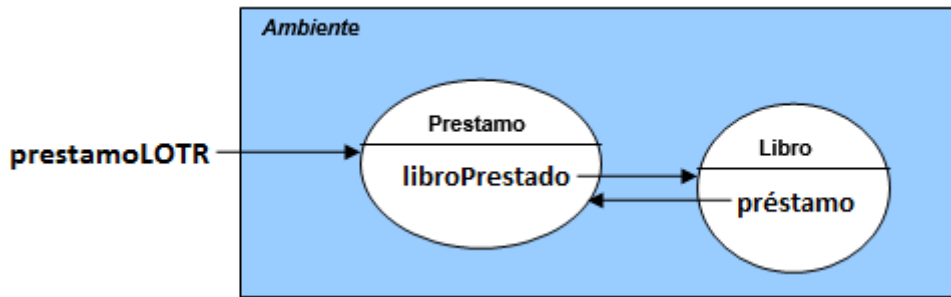 Ambiente
Prestamo
prestamoLOTR
libroPrestado
Libro
préstamo